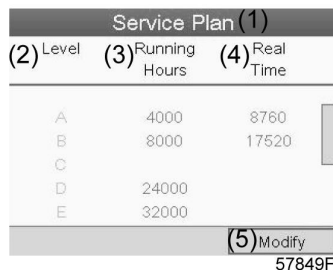 Service Plan (1)
(2) Level (3) Running Hours (4) Real Time
A 4000 8760
B 8000 17520
C
D 24000
E 32000
(5) Modify
57849F